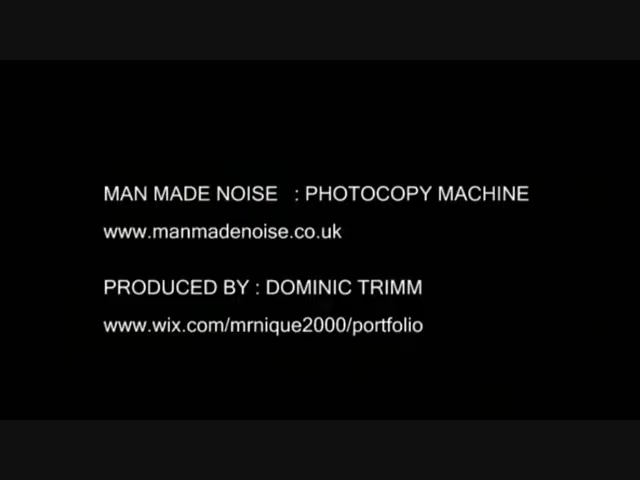 MAN MADE NOISE : PHOTOCOPY MACHINE
www.manmadenoise.co.uk
PRODUCED BY : DOMINIC TRIMM
www.wix.com/mrnique2000/portfolio